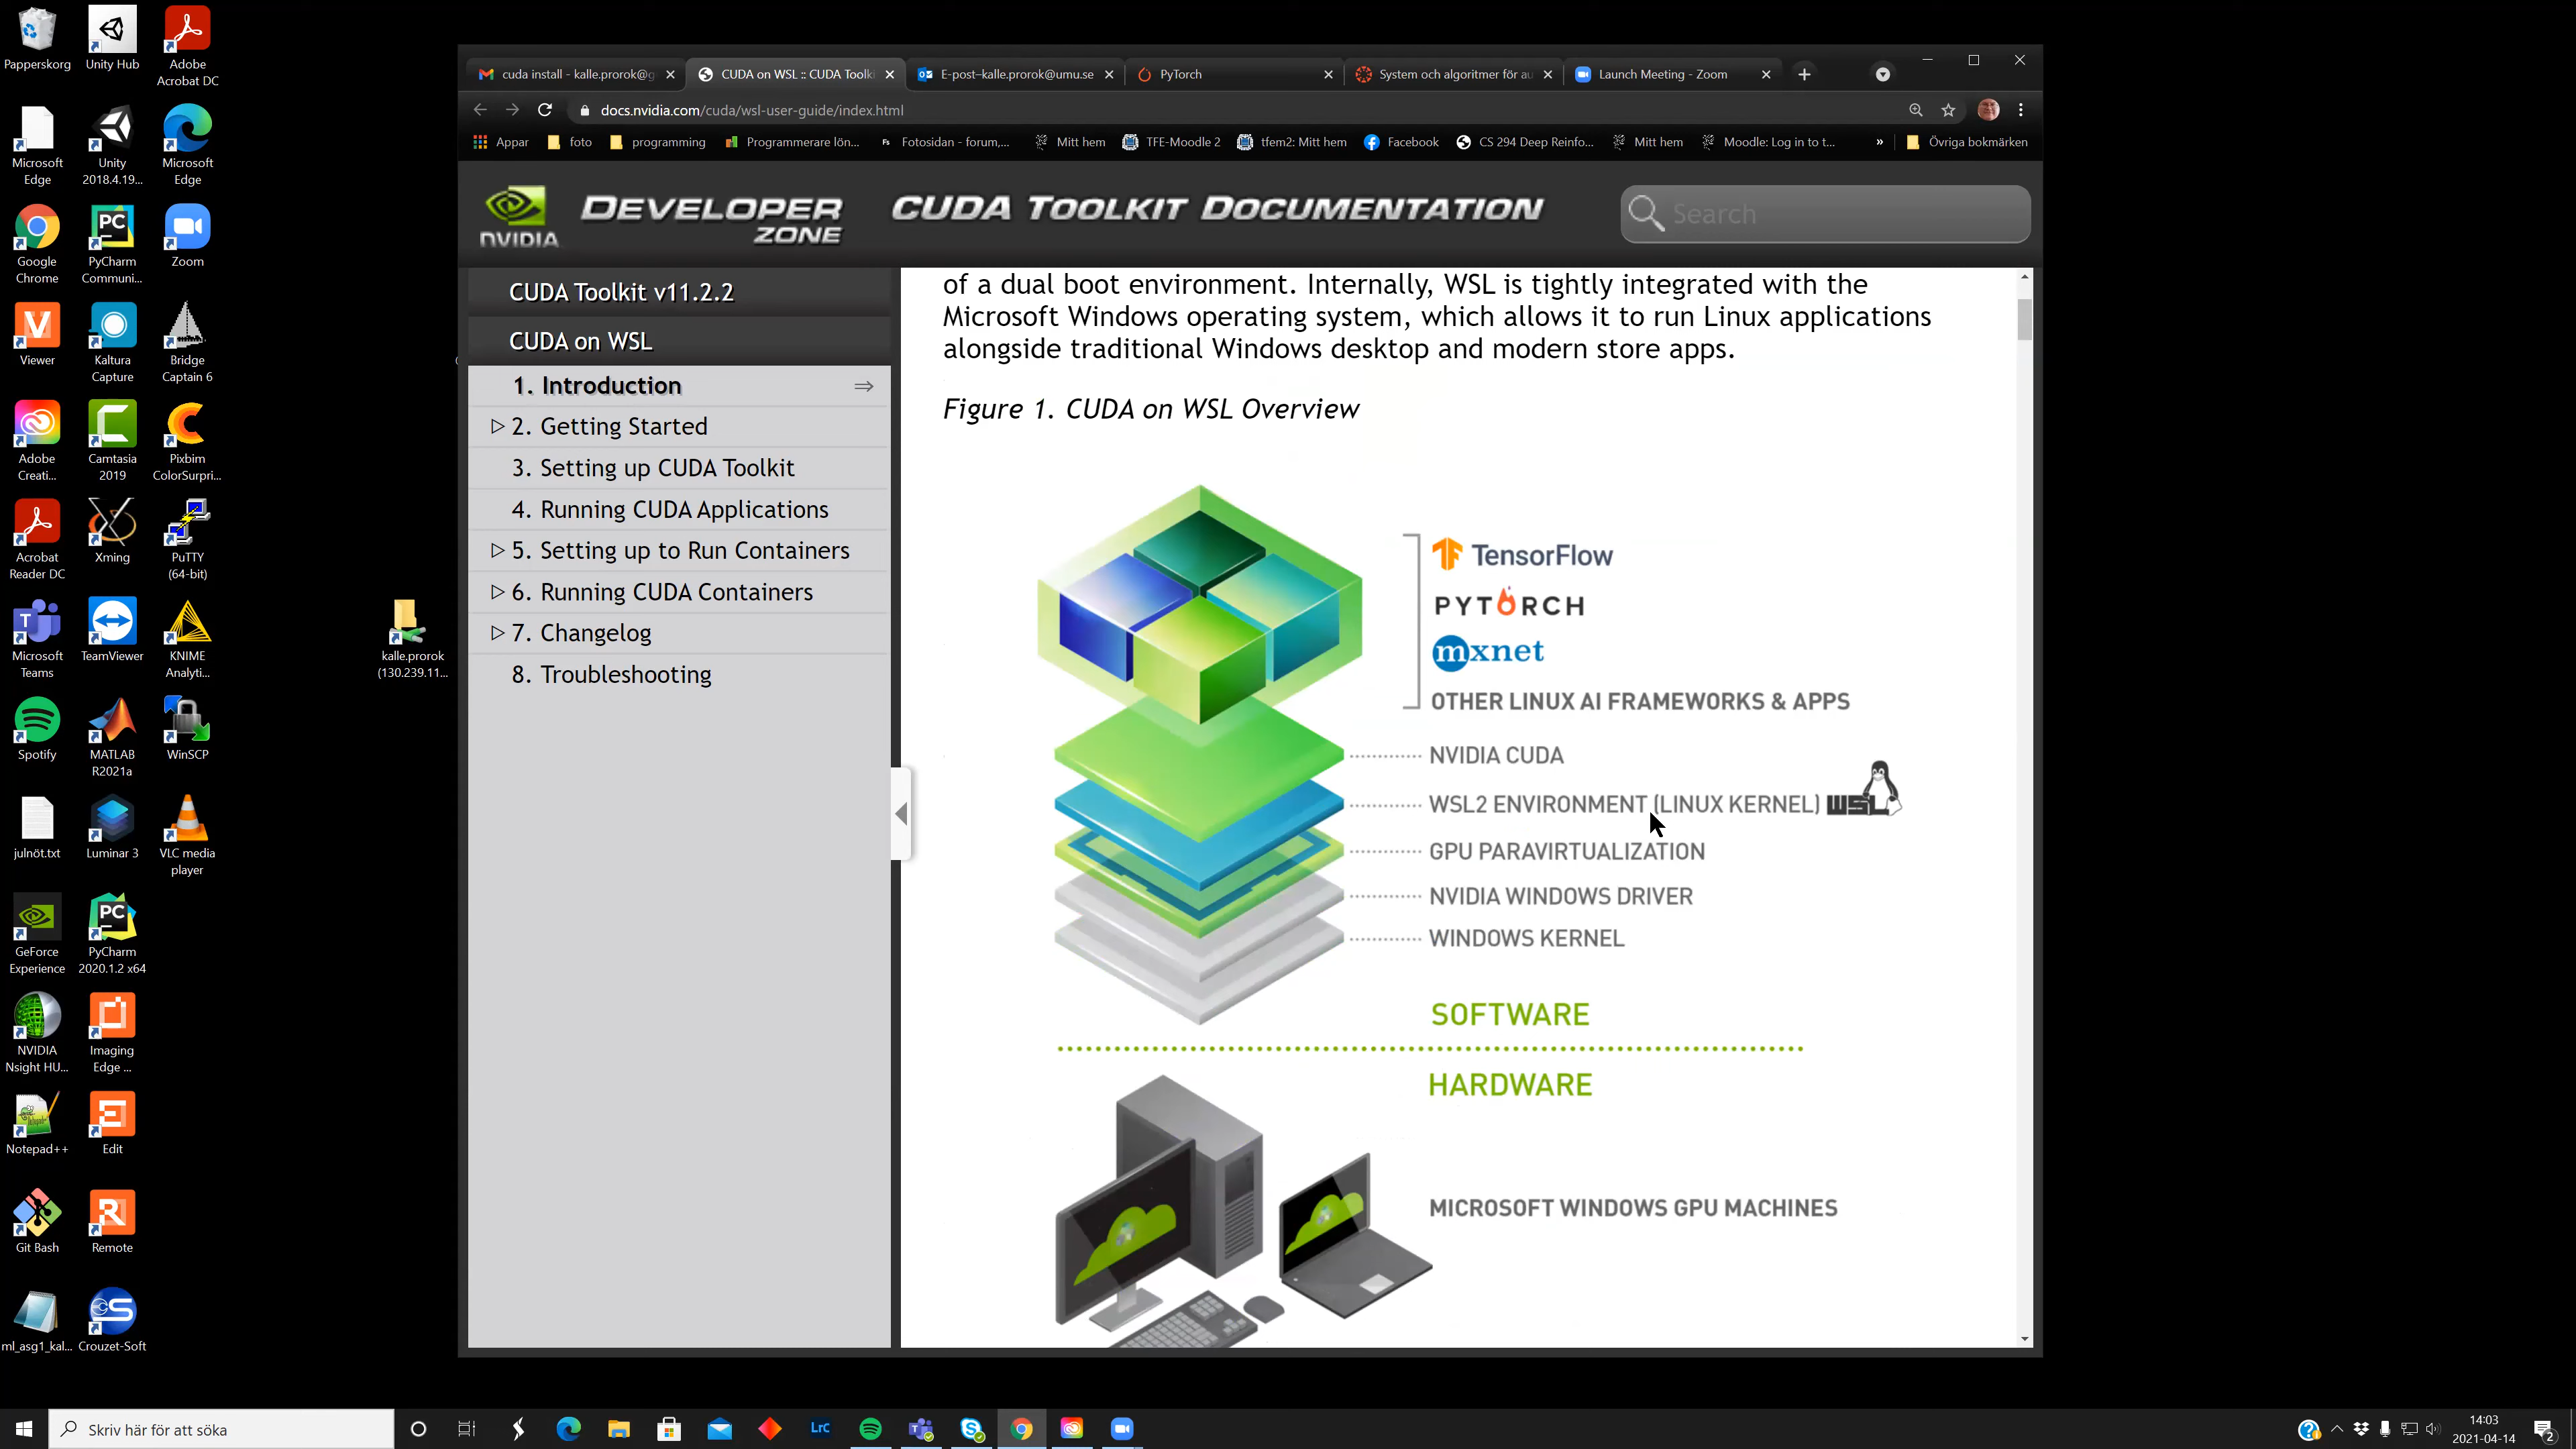 Papperskorg
Unity Hub
Adobe
Acrobat DC
Microsoft
Edge
Unity
2018.4.19...
Microsoft
Edge
Google
Chrome
PyCharm
Communi...
Zoom
Viewer
Kaltura
Capture
Bridge
Captain 6
Adobe
Creati...
Camtasia
2019
Pixbim
ColorSurpri...
Acrobat
Reader DC
Xming
PuTTY
(64-bit)
Microsoft
Teams
TeamViewer
KNIME
Analyti...
kalle.prorok
(130.239.11...
Spotify
MATLAB
R2021a
WinSCP
julnöt.txt
Luminar 3
VLC media
player
GeForce
Experience
PyCharm
2020.1.2 x64
NVIDIA
Nsight HU...
Imaging
Edge ...
Notepad++
Edit
Git Bash
Remote
ml_asg1_kal...
Crouzet-Soft
cuda install - kalle.prorok@g
CUDA on WSL :: CUDA Toolki
E-post–kalle.prorok@umu.se
PyTorch
System och algoritmer för au
Launch Meeting - Zoom
docs.nvidia.com/cuda/wsl-user-guide/index.html
Appar
foto
programming
Programmerare lön...
Fs Fotosidan - forum,...
Mitt hem
TFE-Moodle 2
tfem2: Mitt hem
Facebook
CS 294 Deep Reinfo...
Mitt hem
Moodle: Log in to t...
»
Övriga bokmärken
NVIDIA
DEVELOPER
ZONE
CUDA TOOLKIT DOCUMENTATION
Search
CUDA Toolkit v11.2.2
CUDA on WSL
1. Introduction
2. Getting Started
3. Setting up CUDA Toolkit
4. Running CUDA Applications
5. Setting up to Run Containers
6. Running CUDA Containers
7. Changelog
8. Troubleshooting
of a dual boot environment. Internally, WSL is tightly integrated with the
Microsoft Windows operating system, which allows it to run Linux applications
alongside traditional Windows desktop and modern store apps.
Figure 1. CUDA on WSL Overview
TensorFlow
PYTORCH
mxnet
OTHER LINUX AI FRAMEWORKS & APPS
NVIDIA CUDA
WSL2 ENVIRONMENT (LINUX KERNEL) WSL
GPU PARAVIRTUALIZATION
NVIDIA WINDOWS DRIVER
WINDOWS KERNEL
SOFTWARE
HARDWARE
MICROSOFT WINDOWS GPU MACHINES
Skriv här för att söka
LrC
14:03
2021-04-14
2